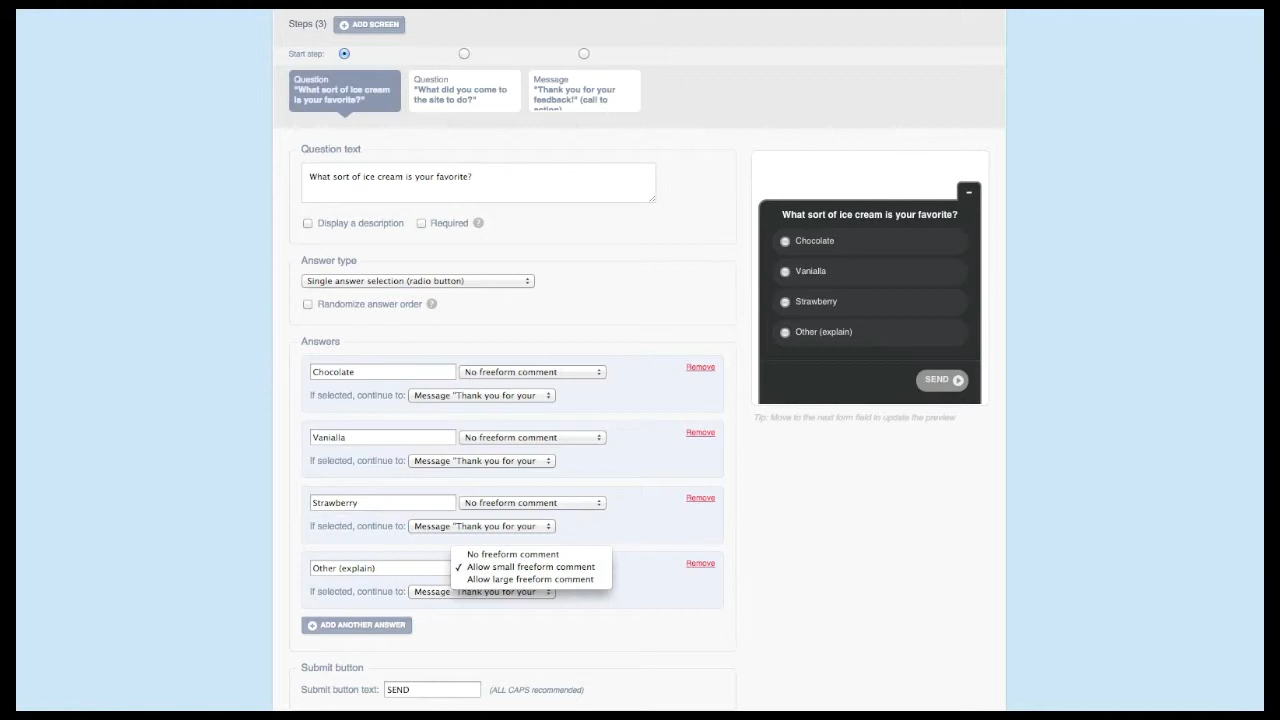 Steps (3) ADD SCREEN
Start step:
Question
"What sort of ice cream
is your favorite?"
Question
"What did you come to
the site to do?"
Message
"Thank you for your
feedback!" (call to
action)
Question text
What sort of ice cream is your favorite?
Display a description Required ?
Answer type
Single answer selection (radio button)
Randomize answer order ?
Answers
Chocolate No freeform comment Remove
If selected, continue to: Message "Thank you for your
Vanialla No freeform comment Remove
If selected, continue to: Message "Thank you for your
Strawberry No freeform comment Remove
If selected, continue to: Message "Thank you for your
No freeform comment
Other (explain) ✓ Allow small freeform comment Remove
Allow large freeform comment
If selected, continue to: Message "Thank you for your
ADD ANOTHER ANSWER
Submit button
Submit button text: SEND (ALL CAPS recommended)
What sort of ice cream is your favorite?
Chocolate
Vanialla
Strawberry
Other (explain)
SEND
Tip: Move to the next form field to update the preview